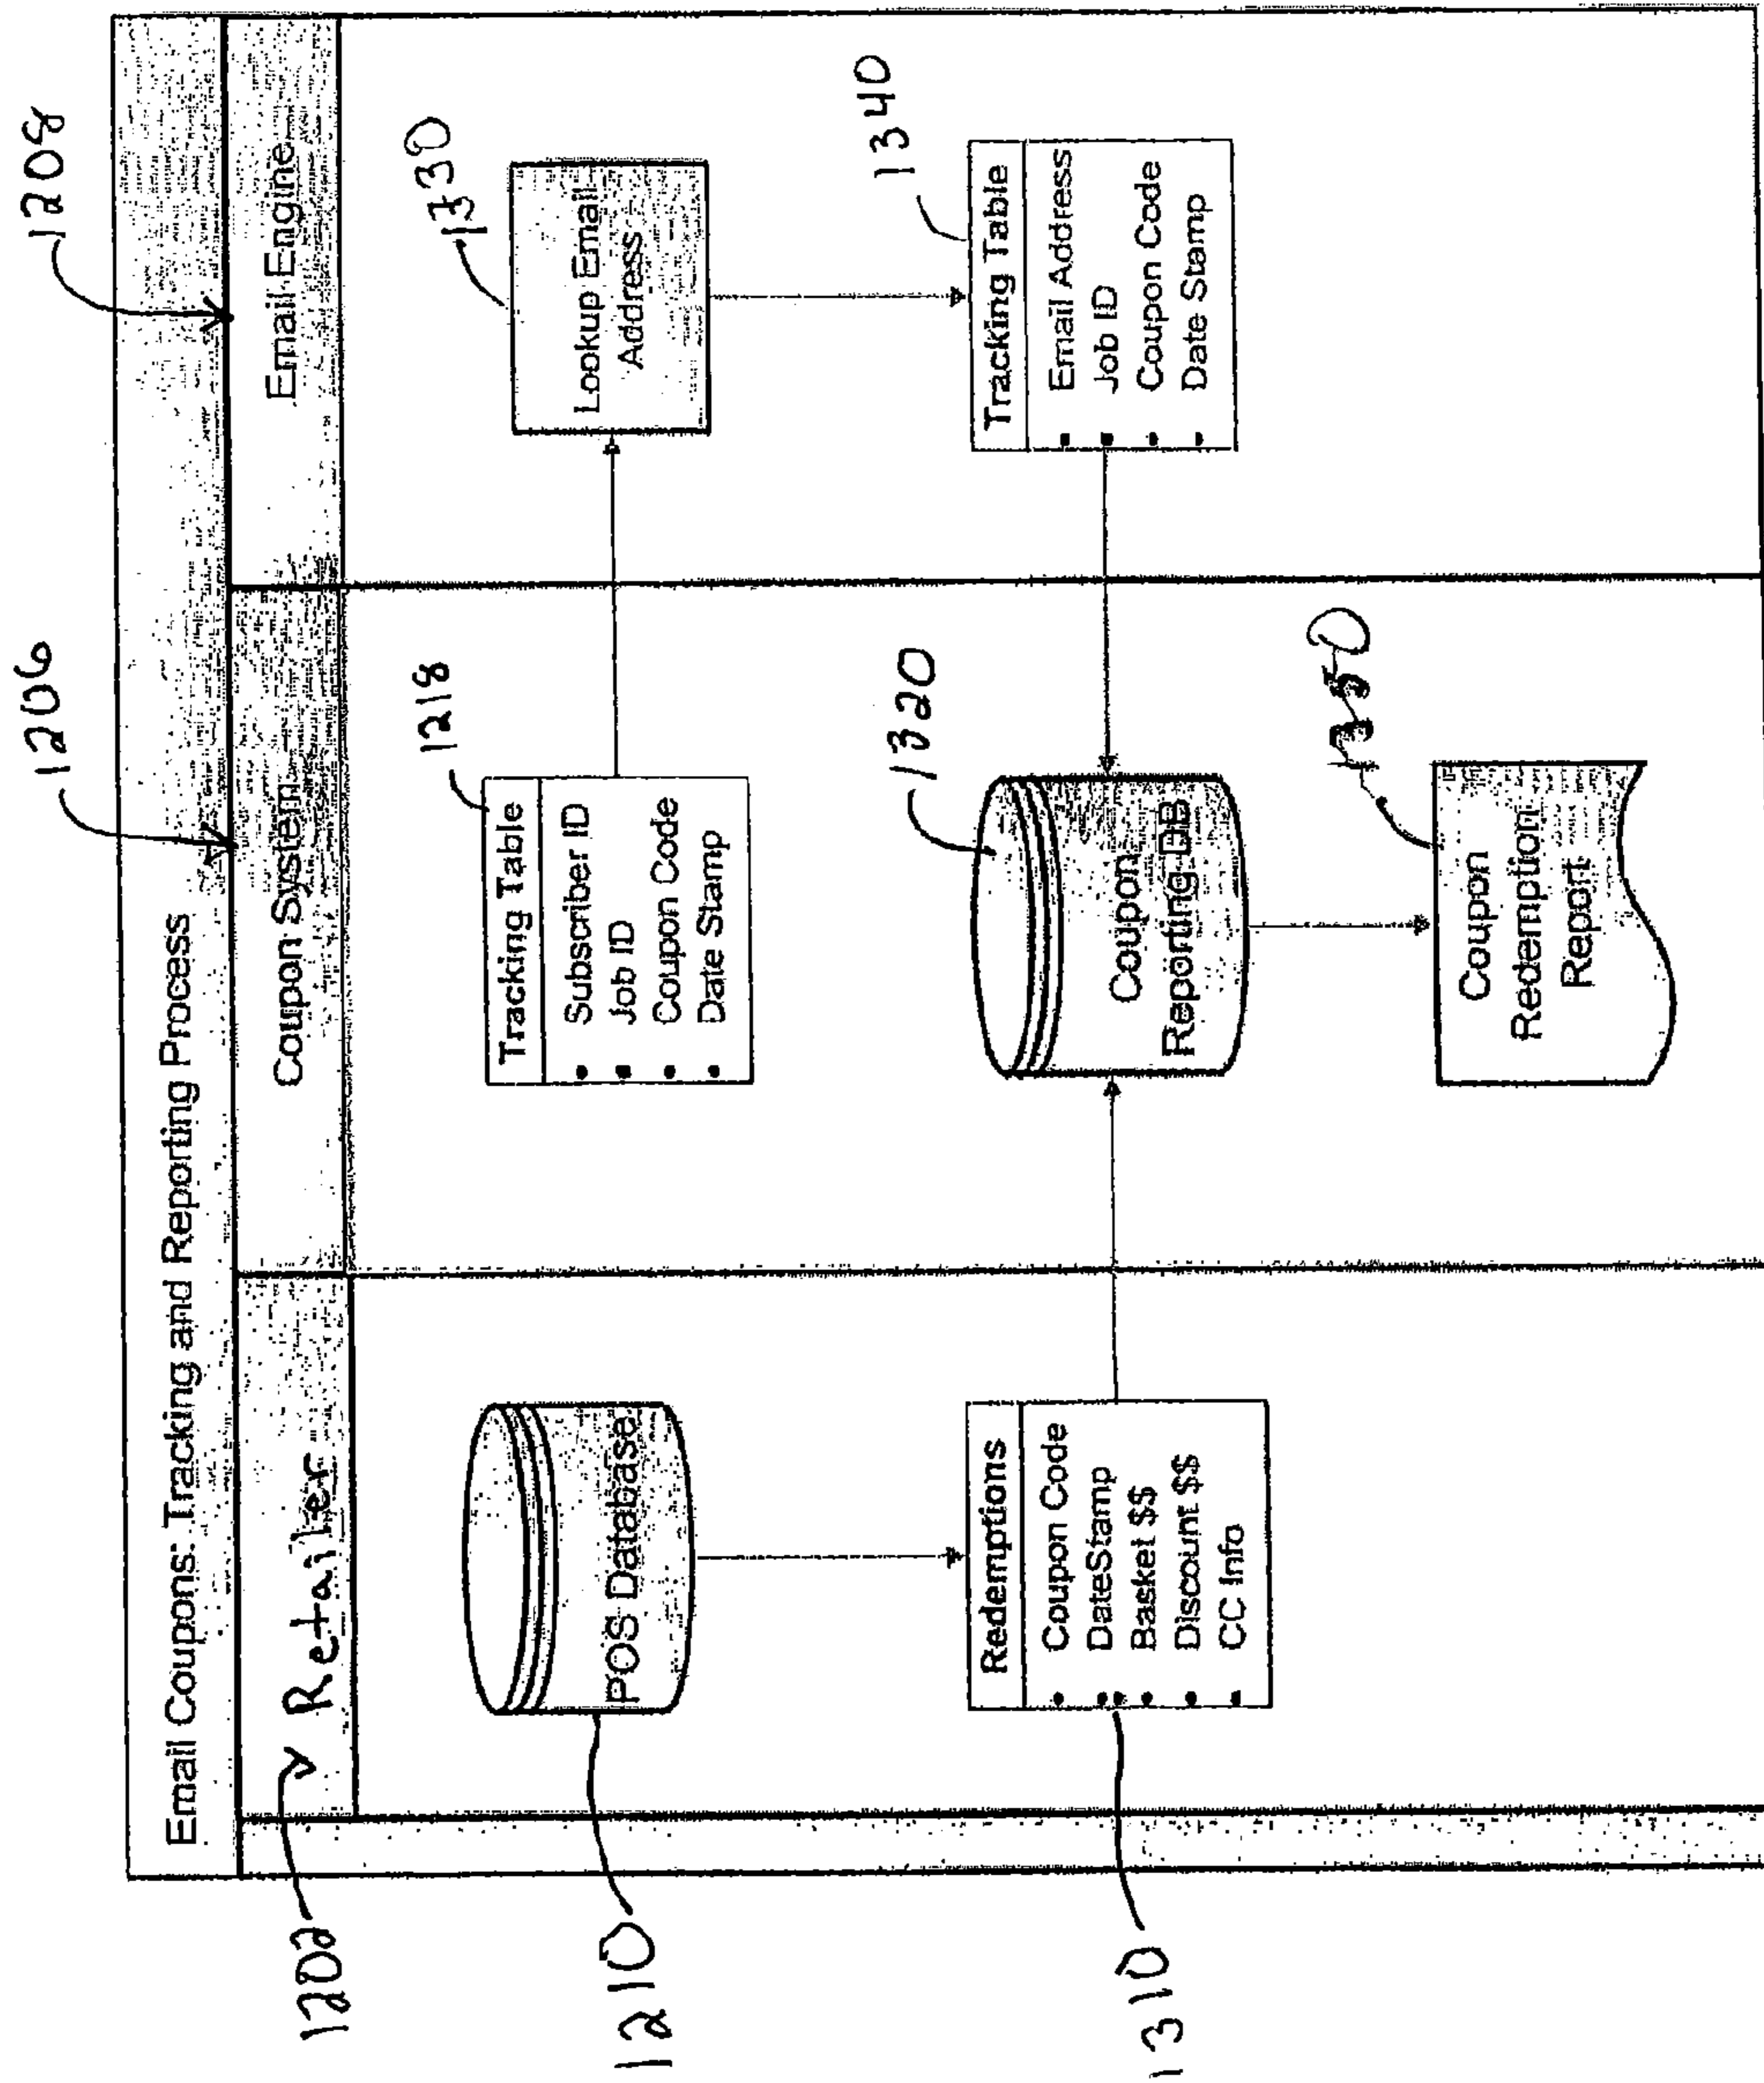 Email Coupons: Tracking and Reporting Process
1202
Retailer
1206
Coupon System
1208
Email Engine
1210
POS Database
1218
Tracking Table
Subscriber ID
Job ID
Coupon Code
Date Stamp
1330
Lookup Email
Address
1310
Redemptions
Coupon Code
DateStamp
Basket $$
Discount $$
CC Info
1320
Coupon
Reporting DB
1340
Tracking Table
Email Address
Job ID
Coupon Code
Date Stamp
1350
Coupon
Redemption
Report